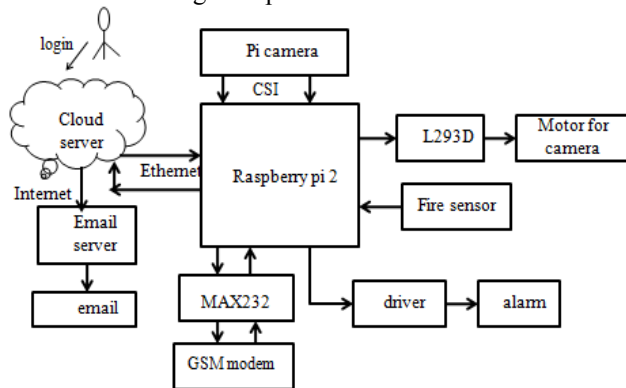 login
Pi camera
CSI
Cloud
server
L293D
Motor for
camera
Ethernet
Raspberry pi 2
Internet
Fire sensor
Email
server
email
MAX232
driver
alarm
GSM modem